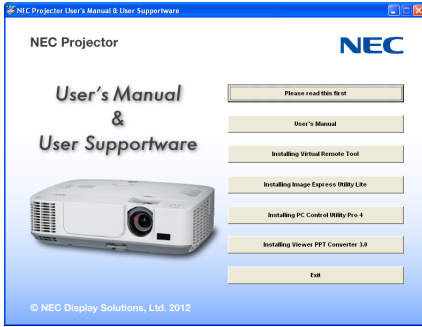 NEC Projector User's Manual & User Supportware
NEC Projector
NEC
User's Manual
&
User Supportware
Please read this first
User's Manual
Installing Virtual Remote Tool
Installing Image Express Utility Lite
Installing PC Control Utility Pro 4
Installing Viewer PPT Converter 3.0
Exit
© NEC Display Solutions, Ltd. 2012